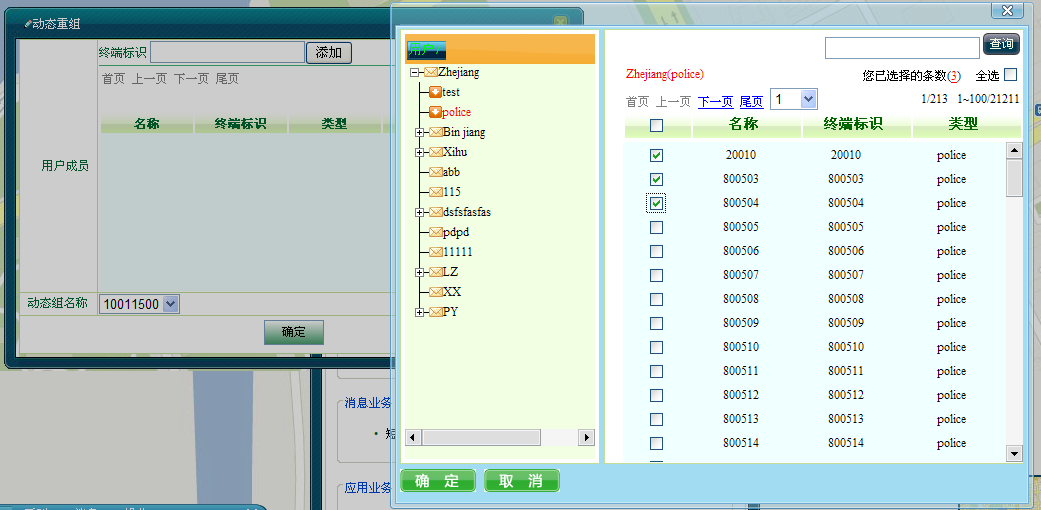 动态重组
终端标识 添加
首页 上一页 下一页 尾页
名称 终端标识 类型
用户成员
动态组名称 10011500
确定
消息业务
短
应用业务
用户
Zhejiang
test
police
Bin jiang
Xihu
abb
115
dsfsfasfas
pdpd
11111
LZ
XX
PY
确 定 取 消
查询
Zhejiang(police) 您已选择的条数(3) 全选
首页 上一页 下一页 尾页 1 1/213 1~100/21211
名称 终端标识 类型
20010 20010 police
800503 800503 police
800504 800504 police
800505 800505 police
800506 800506 police
800507 800507 police
800508 800508 police
800509 800509 police
800510 800510 police
800511 800511 police
800512 800512 police
800513 800513 police
800514 800514 police